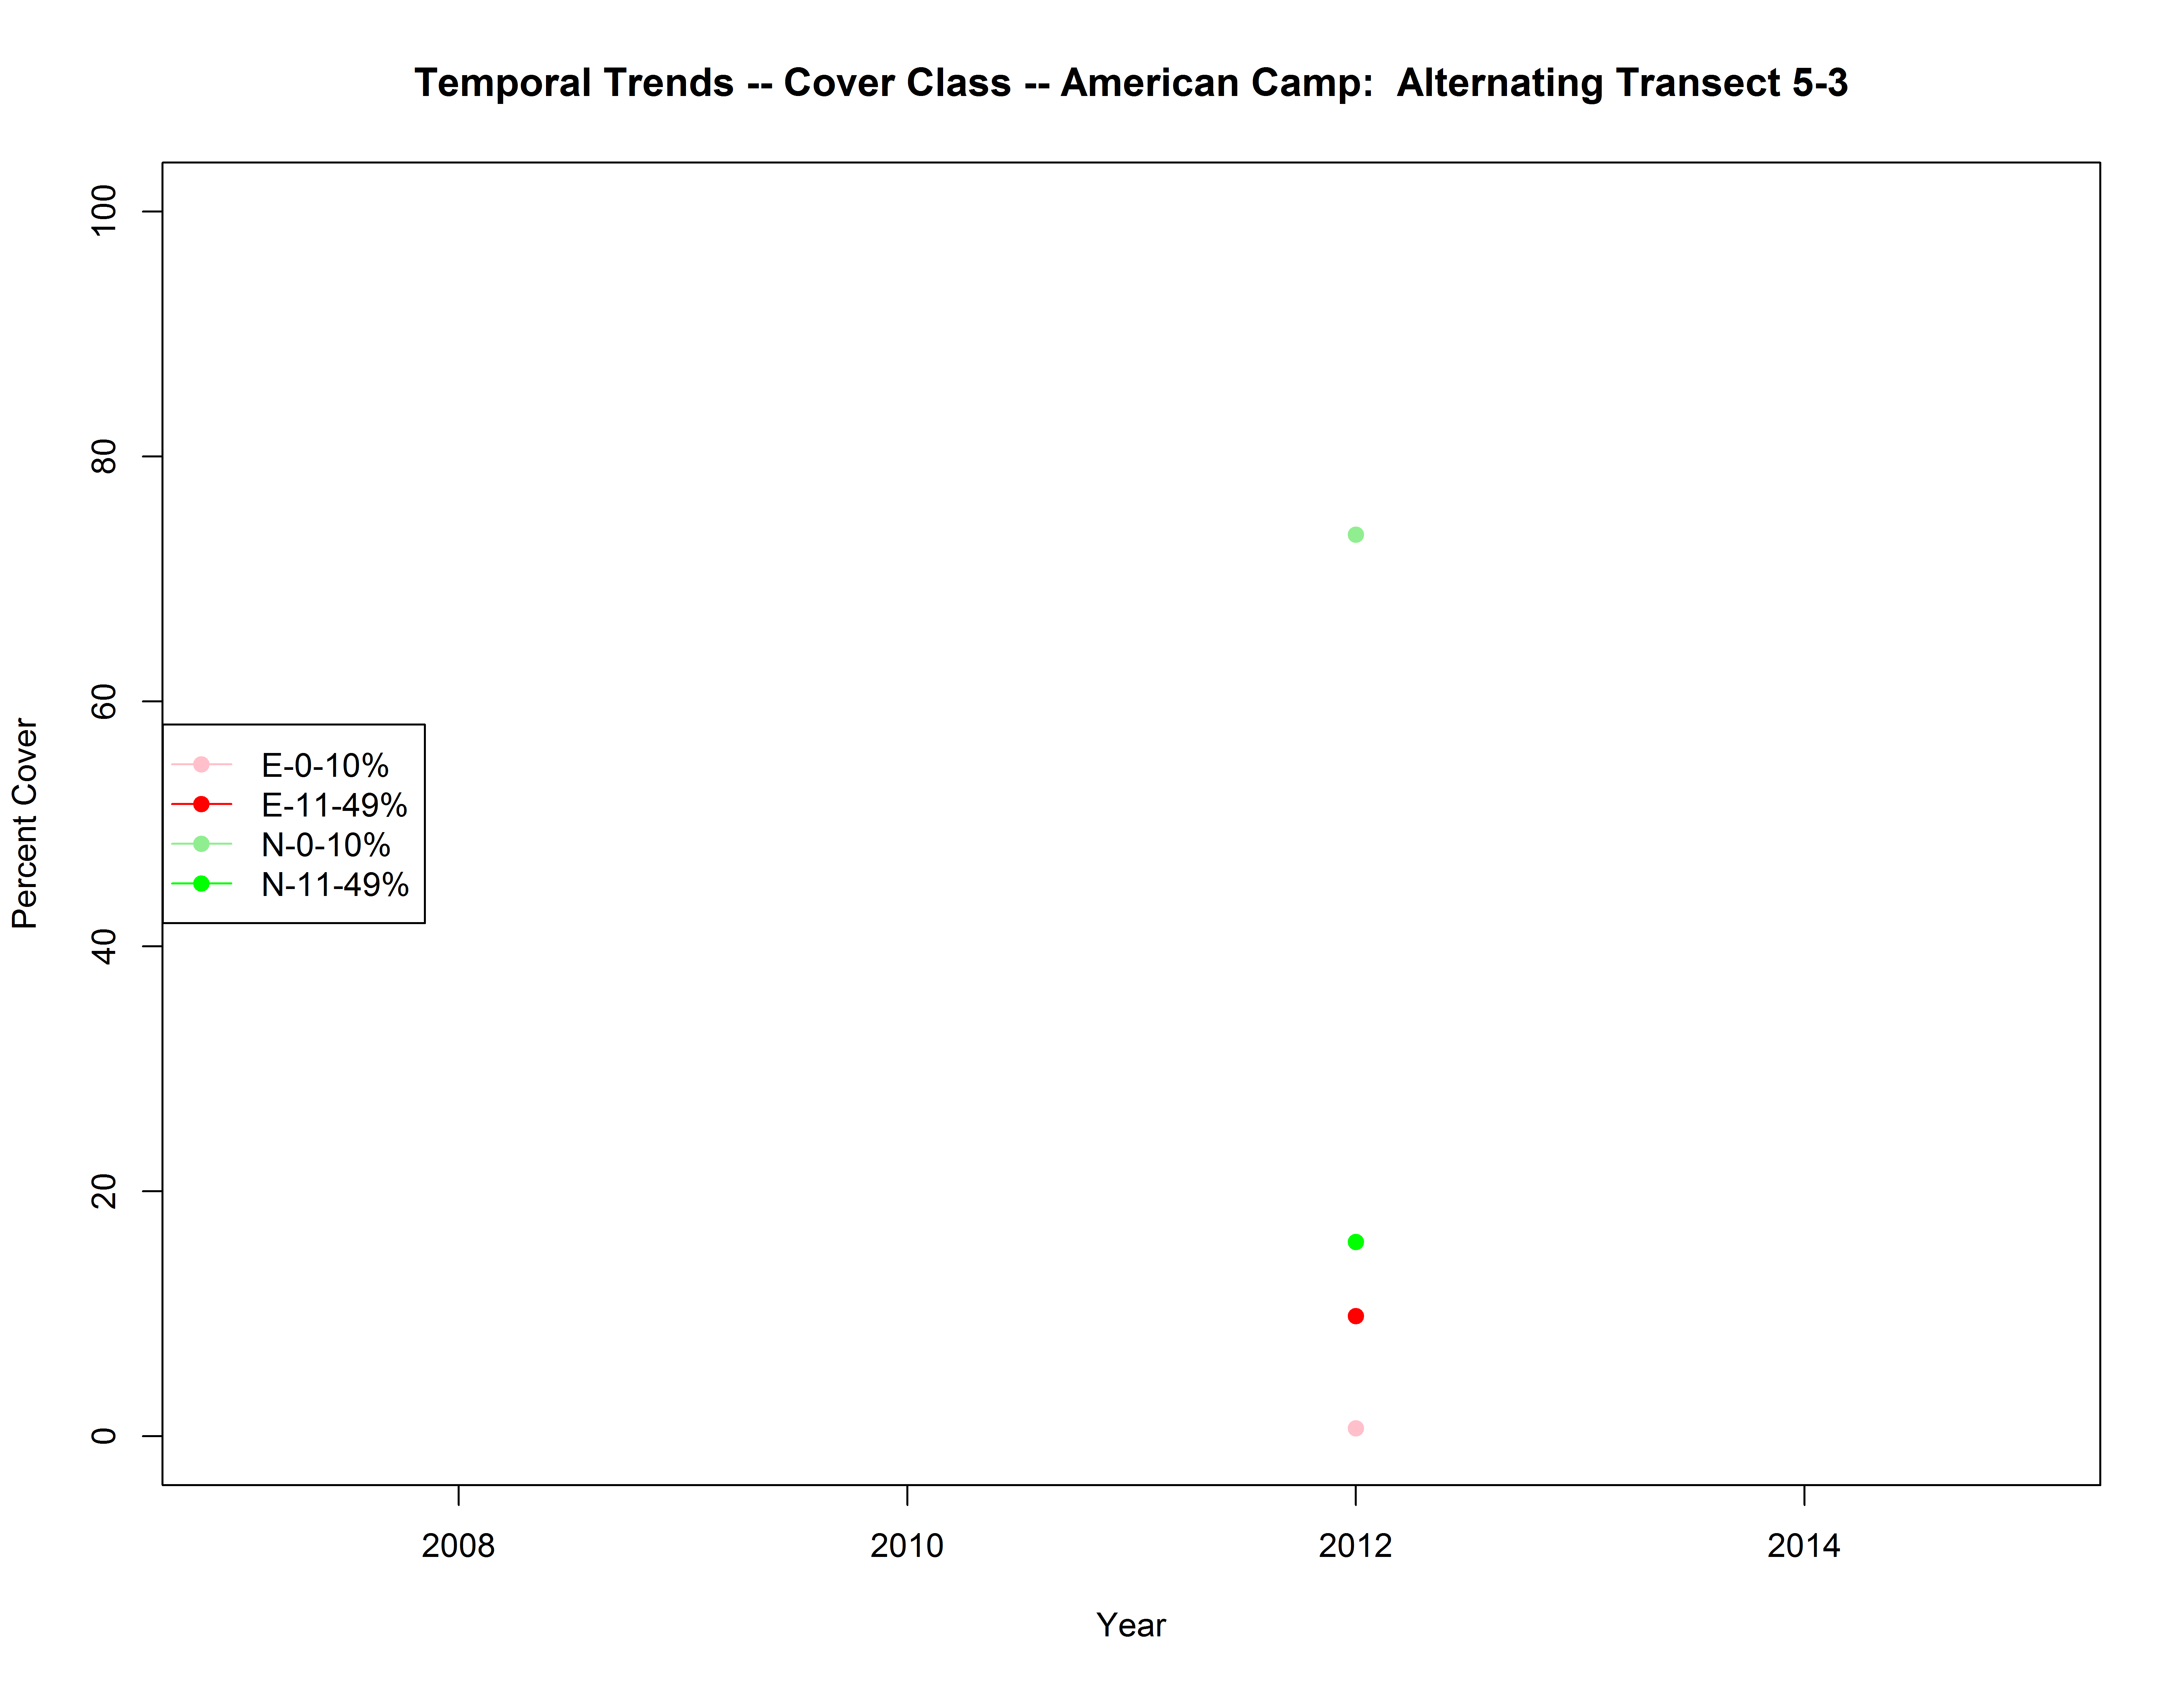 Temporal Trends -- Cover Class -- American Camp:  Alternating Transect 5-3
Percent Cover
100
80
60
40
20
0
E-0-10%
E-11-49%
N-0-10%
N-11-49%
2008 2010 2012 2014
Year